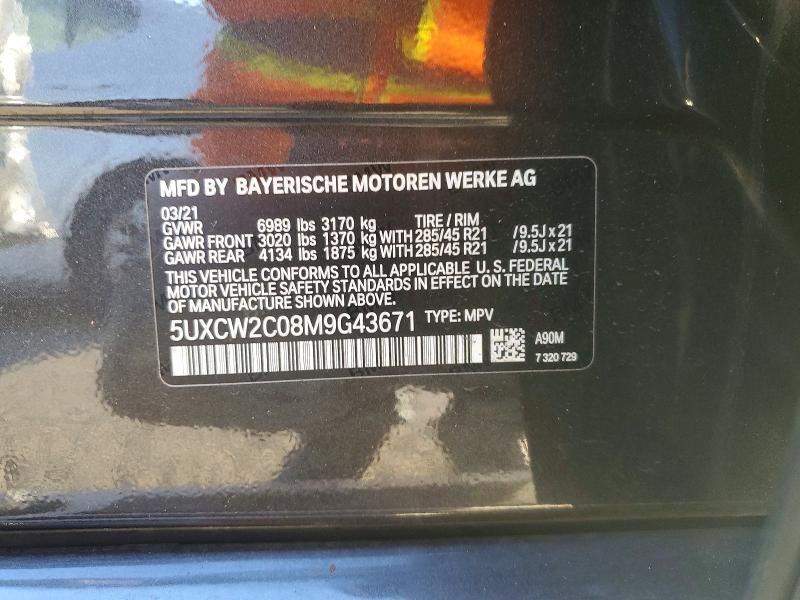 MFD BY BAYERISCHE MOTOREN WERKE AG
03/21
GVWR 6989 lbs 3170 kg TIRE / RIM
GAWR FRONT 3020 lbs 1370 kg WITH 285/45 R21 /9.5J x 21
GAWR REAR 4134 lbs 1875 kg WITH 285/45 R21 /9.5J x 21
THIS VEHICLE CONFORMS TO ALL APPLICABLE U. S. FEDERAL
MOTOR VEHICLE SAFETY STANDARDS IN EFFECT ON THE DATE
OF MANUFACTURE SHOWN ABOVE.
5UXCW2C08M9G43671 TYPE: MPV
A90M
7 320 729